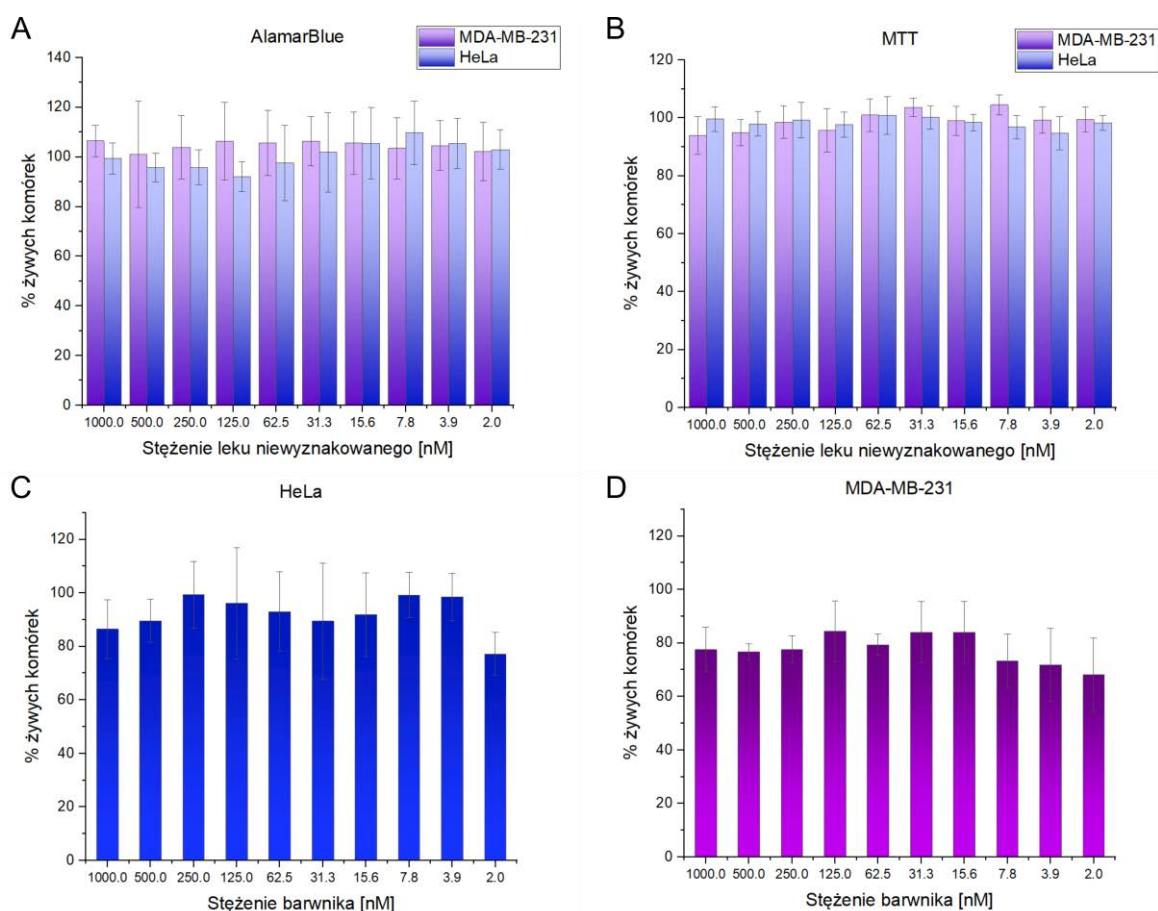 A
AlamarBlue
MDA-MB-231
HeLa
140
120
100
80
60
40
20
0
% żywych komórek
1000.0 500.0 250.0 125.0 62.5 31.3 15.6 7.8 3.9 2.0
Stężenie leku niewyznakowanego [nM]
B
MTT
MDA-MB-231
HeLa
120
100
80
60
40
20
0
% żywych komórek
1000.0 500.0 250.0 125.0 62.5 31.3 15.6 7.8 3.9 2.0
Stężenie leku niewyznakowanego [nM]
C
HeLa
120
100
80
60
40
20
0
% żywych komórek
1000.0 500.0 250.0 125.0 62.5 31.3 15.6 7.8 3.9 2.0
Stężenie barwnika [nM]
D
MDA-MB-231
120
100
80
60
40
20
0
% żywych komórek
1000.0 500.0 250.0 125.0 62.5 31.3 15.6 7.8 3.9 2.0
Stężenie barwnika [nM]